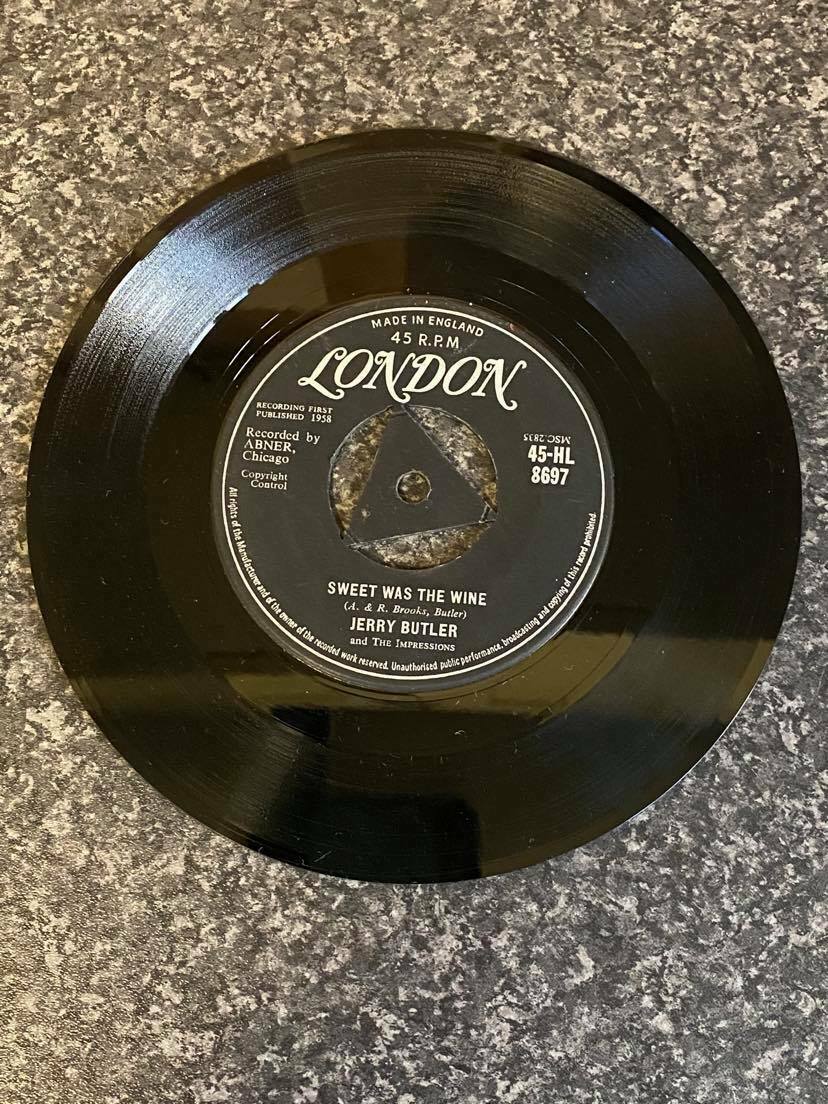 MADE IN ENGLAND
45 R.P.M
LONDON
RECORDING FIRST
PUBLISHED 1958
Recorded by
ABNER,
Chicago
Copyright
Control
MSC.2835
45-HL
8697
SWEET WAS THE WINE
(A. & R. Brooks, Butler)
JERRY BUTLER
and THE IMPRESSIONS
All rights of the Manufacturer and of the owner of the recorded work reserved. Unauthorised public performance, broadcasting and copying of this record prohibited.